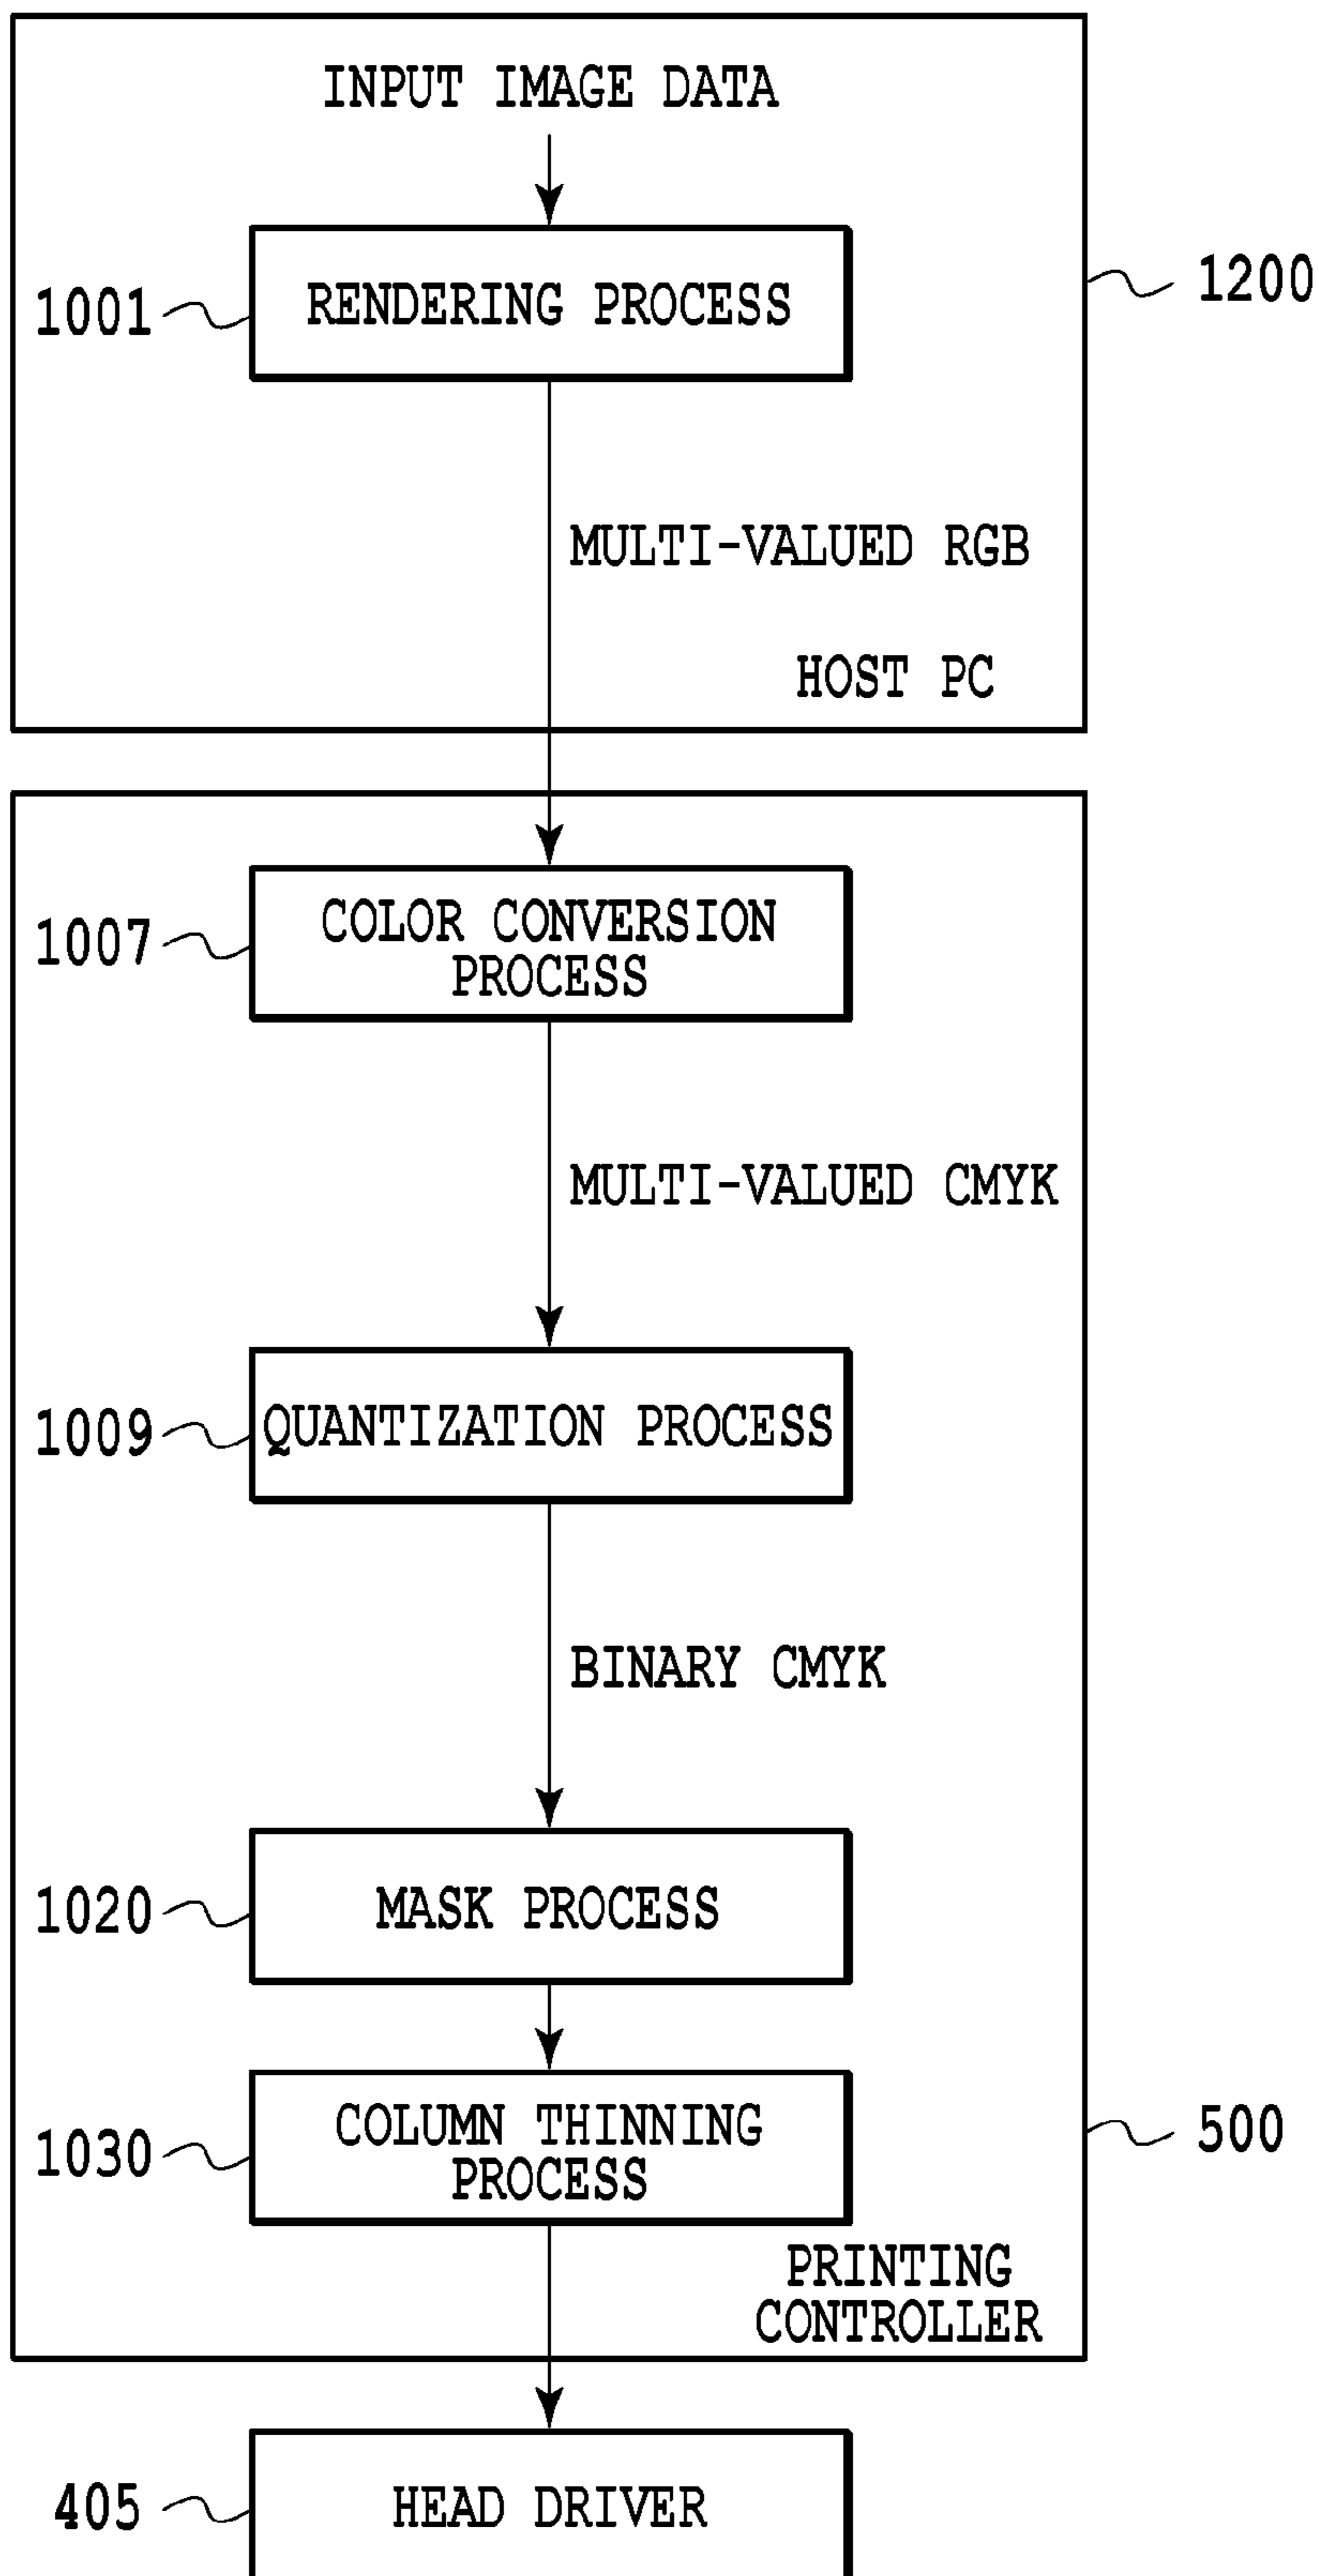 INPUT IMAGE DATA
1200
1001
RENDERING PROCESS
MULTI-VALUED RGB
HOST PC
1007
COLOR CONVERSION
PROCESS
MULTI-VALUED CMYK
1009
QUANTIZATION PROCESS
BINARY CMYK
1020
MASK PROCESS
1030
COLUMN THINNING
PROCESS
500
PRINTING
CONTROLLER
405
HEAD DRIVER